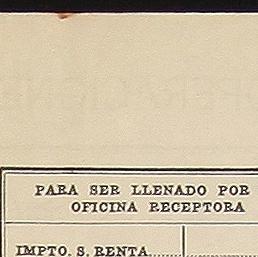 PARA SER LLENADO POR
OFICINA RECEPTORA
IMPTO. S. RENTA